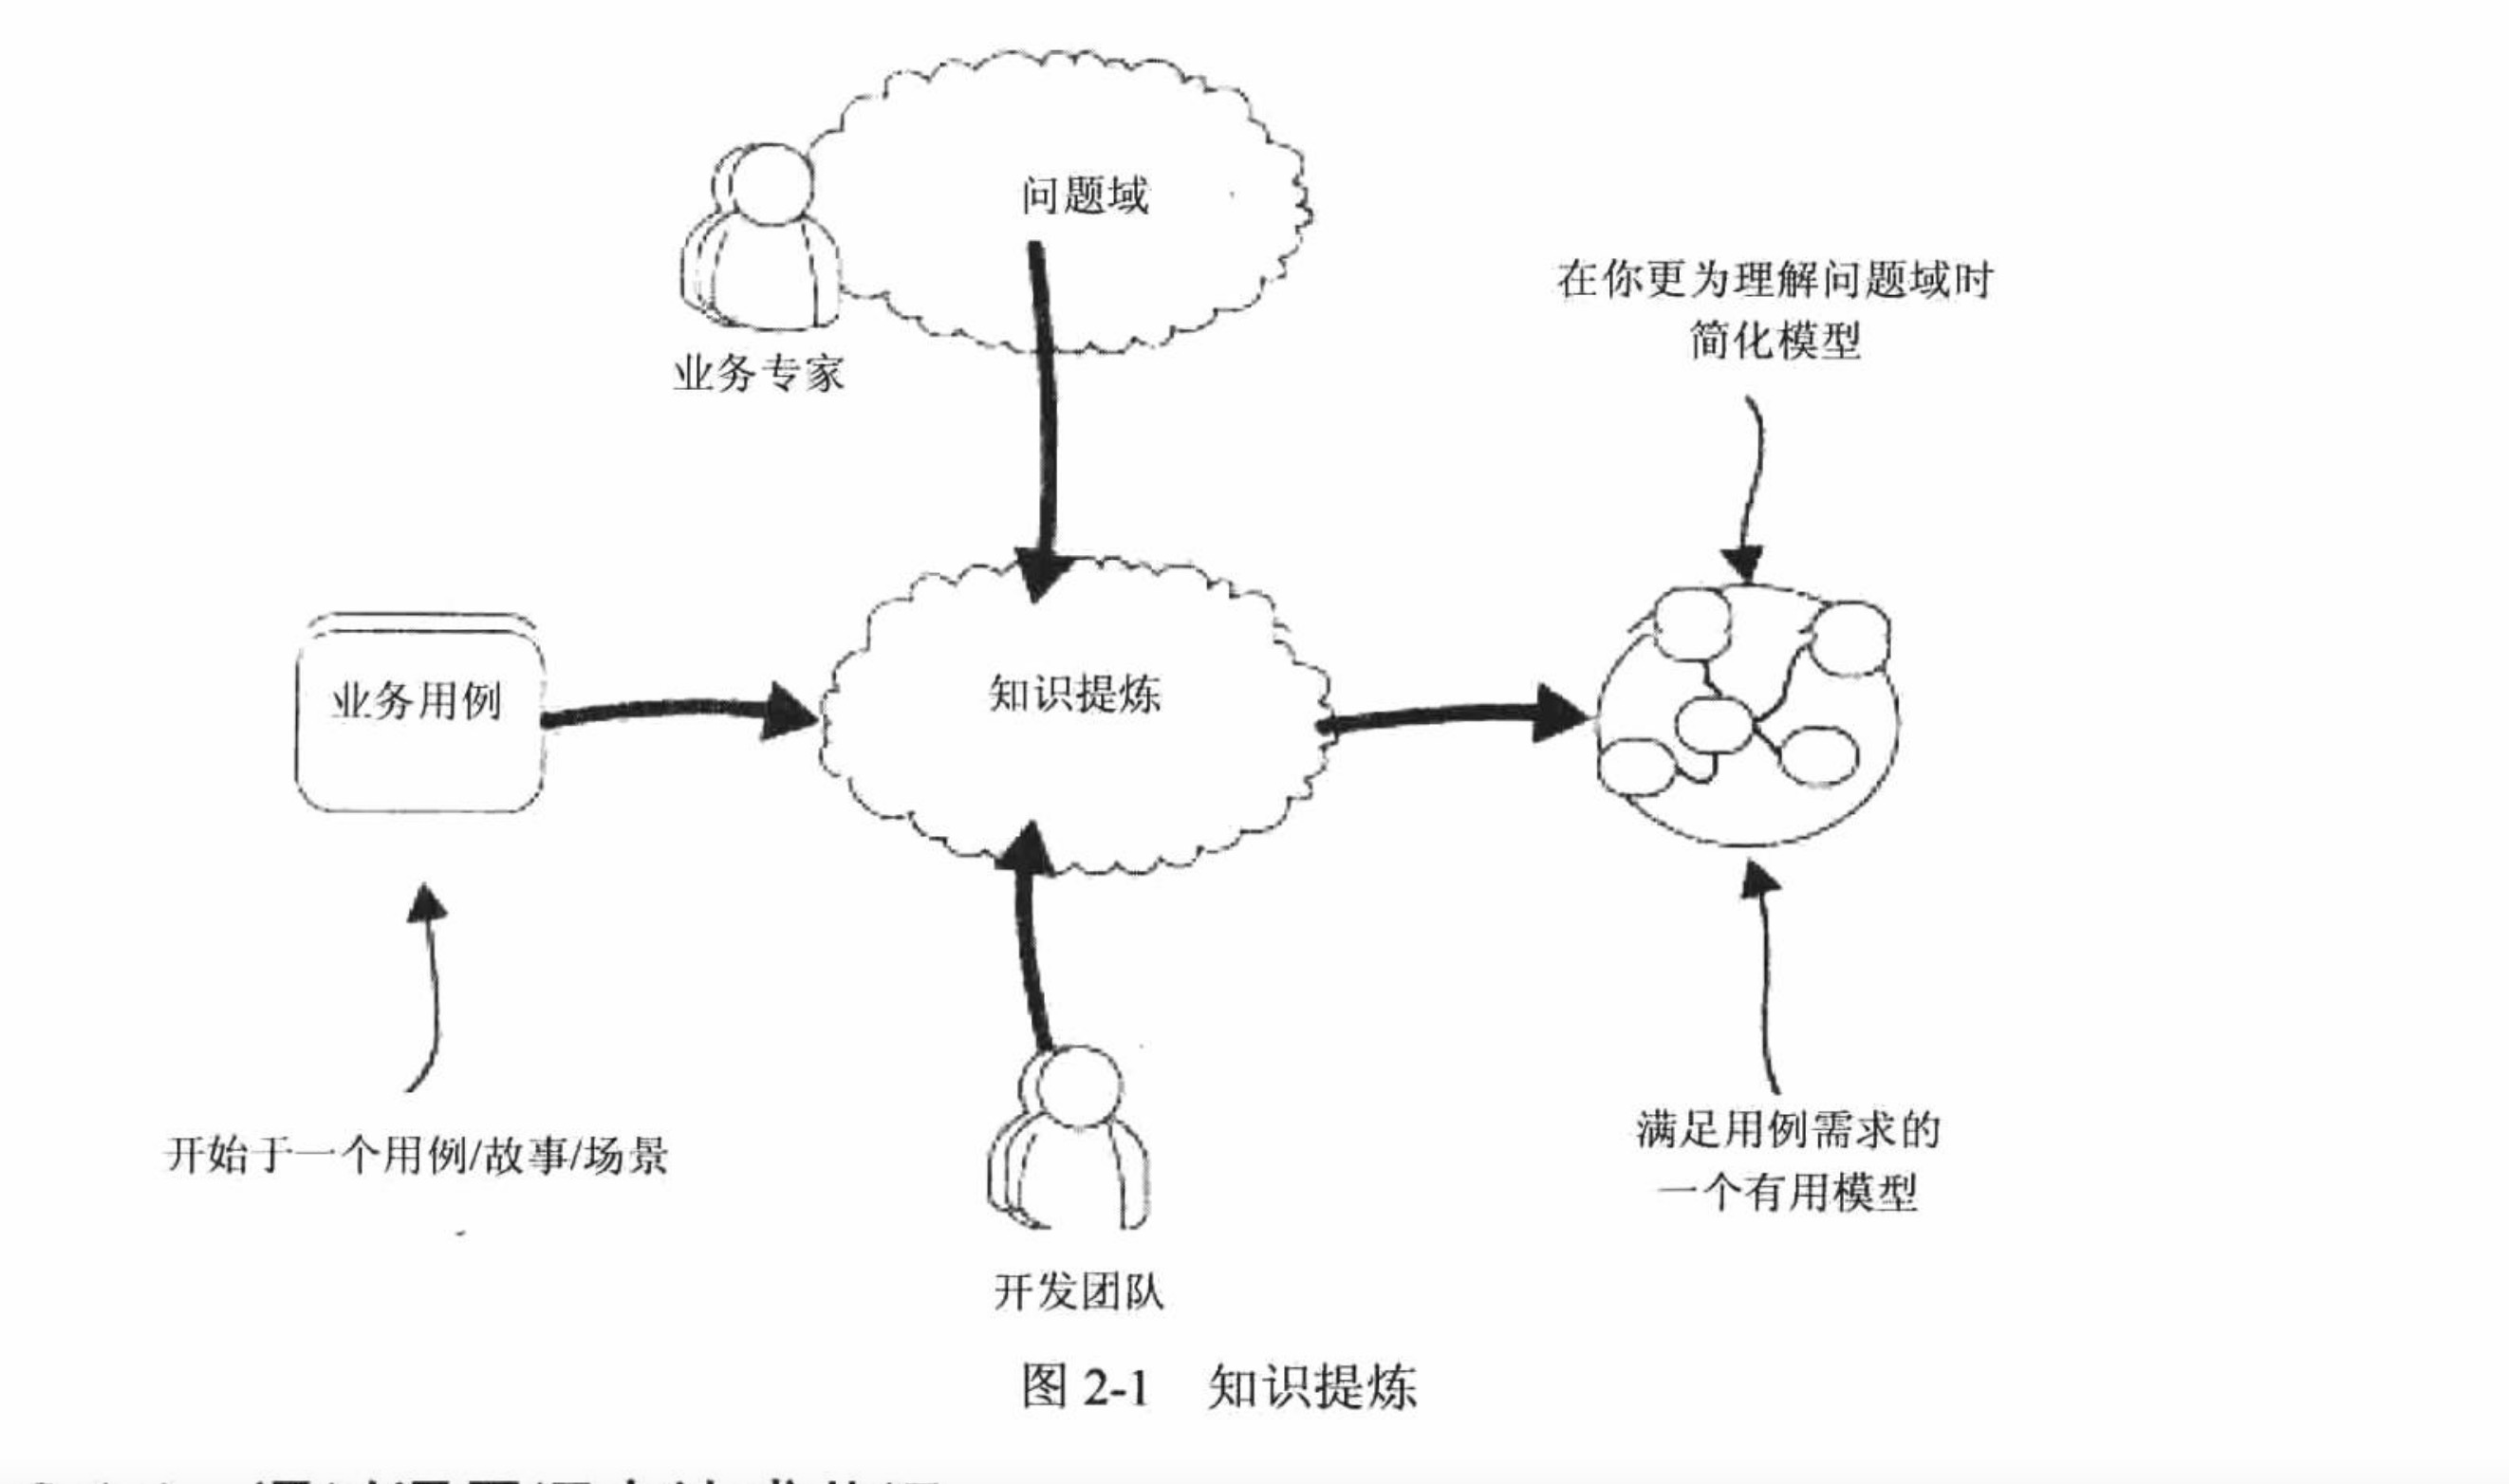 问题域
业务专家
在你更为理解问题域时
简化模型
业务用例
知识提炼
开始于一个用例/故事/场景
满足用例需求的
一个有用模型
开发团队
图 2-1 知识提炼